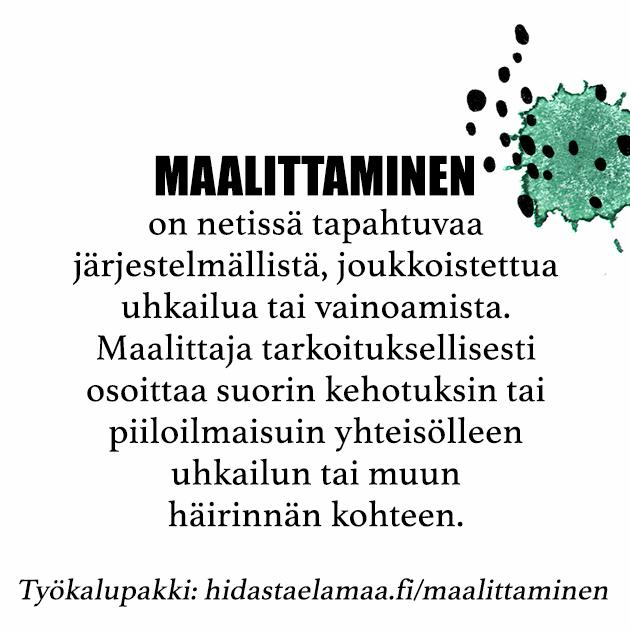 MAALITTAMINEN
on netissä tapahtuvaa
järjestelmällistä, joukkoistettua
uhkailua tai vainoamista.
Maalittaja tarkoituksellisesti
osoittaa suorin kehotuksin tai
piiloilmaisuin yhteisölleen
uhkailun tai muun
häirinnän kohteen.
Työkalupakki: hidastaelamaa.fi/maalittaminen